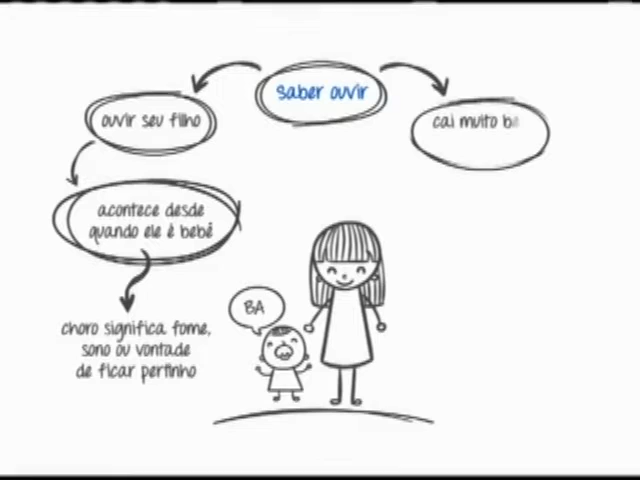 saber ouvir
ouvir seu filho
cai muito
acontece desde
quando ele é bebê
BA
choro significa fome,
sono ou vontade
de ficar pertinho